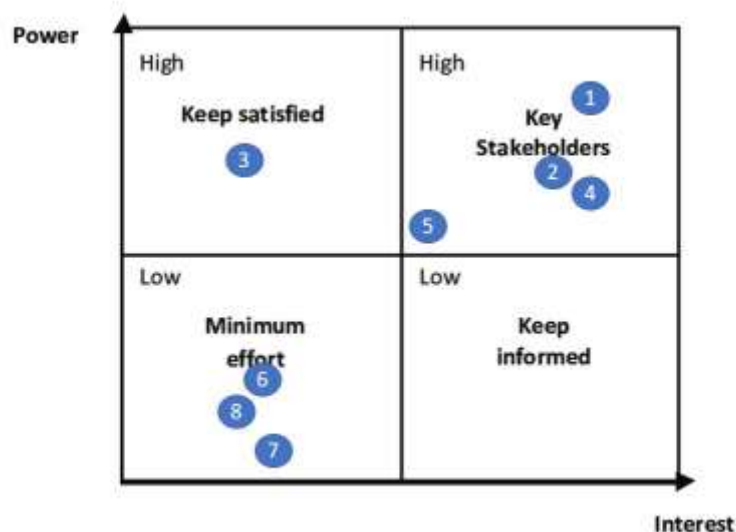 Power
High
High
Keep satisfied
1
Key
Stakeholders
3
2
4
5
Low
Low
Minimum
effort
Keep
informed
6
8
7
Interest